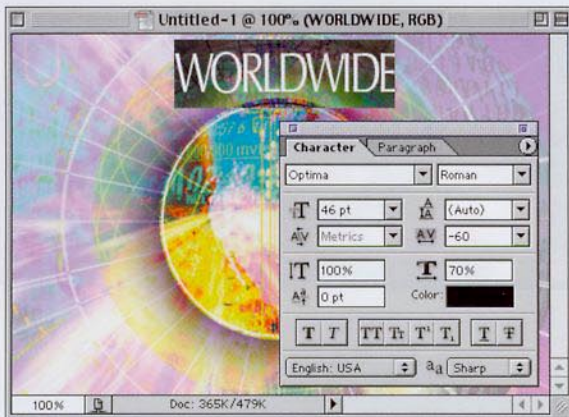 Untitled-1 @ 100% (WORLDWIDE, RGB)
WORLDWIDE
Character Paragraph
Optima Roman
46 pt (Auto)
Metrics -60
100% 70%
0 pt Color:
T T TT Tr T¹ T₁ T T
English: USA aa Sharp
100% Doc: 365K/479K